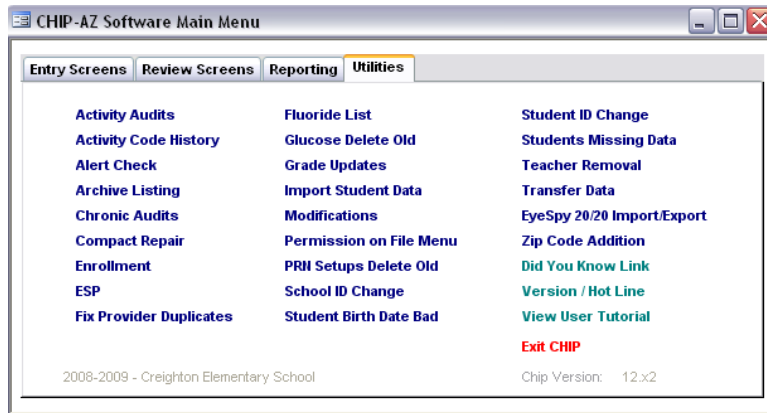 CHIP-AZ Software Main Menu
Entry Screens Review Screens Reporting Utilities
Activity Audits Fluoride List Student ID Change
Activity Code History Glucose Delete Old Students Missing Data
Alert Check Grade Updates Teacher Removal
Archive Listing Import Student Data Transfer Data
Chronic Audits Modifications EyeSpy 20/20 Import/Export
Compact Repair Permission on File Menu Zip Code Addition
Enrollment PRN Setups Delete Old Did You Know Link
ESP School ID Change Version / Hot Line
Fix Provider Duplicates Student Birth Date Bad View User Tutorial
Exit CHIP
2008-2009 - Creighton Elementary School Chip Version: 12.x2